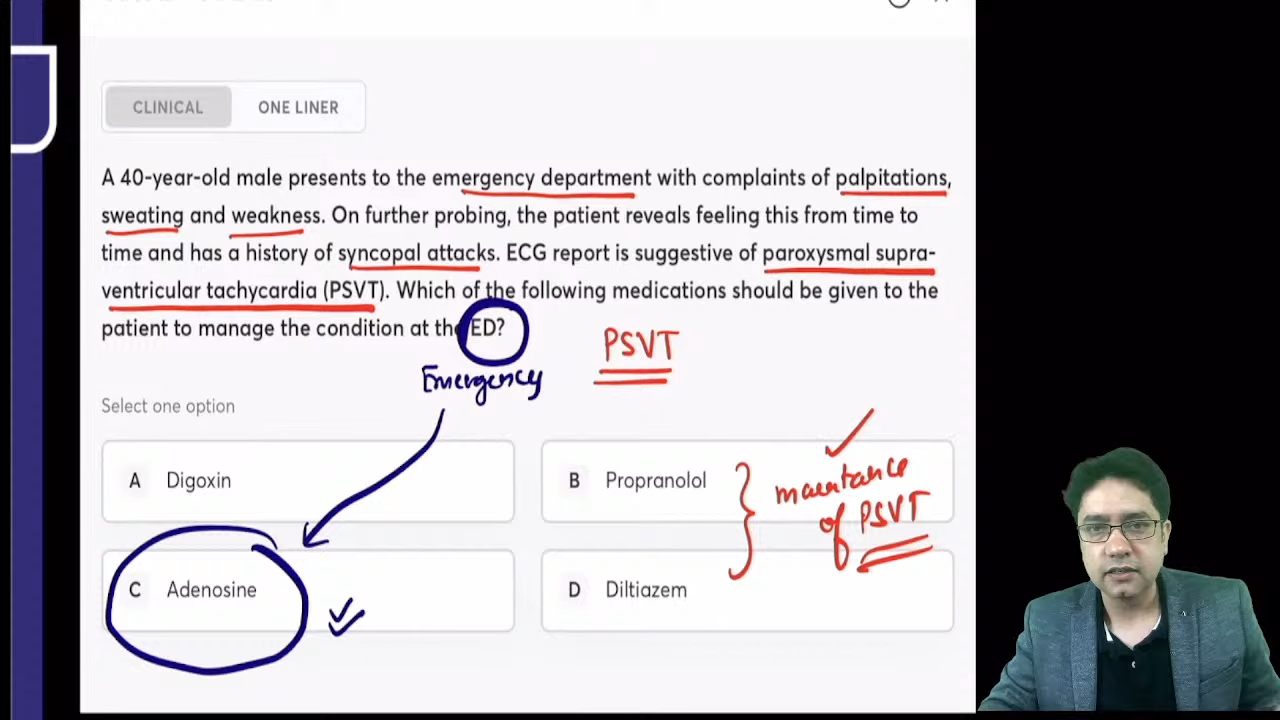 CLINICAL ONE LINER
A 40-year-old male presents to the emergency department with complaints of palpitations,
sweating and weakness. On further probing, the patient reveals feeling this from time to
time and has a history of syncopal attacks. ECG report is suggestive of paroxysmal supra-
ventricular tachycardia (PSVT). Which of the following medications should be given to the
patient to manage the condition at the ED?
PSVT
Emergency
Select one option
A Digoxin
B Propranolol
maintance
of PSVT
C Adenosine
D Diltiazem